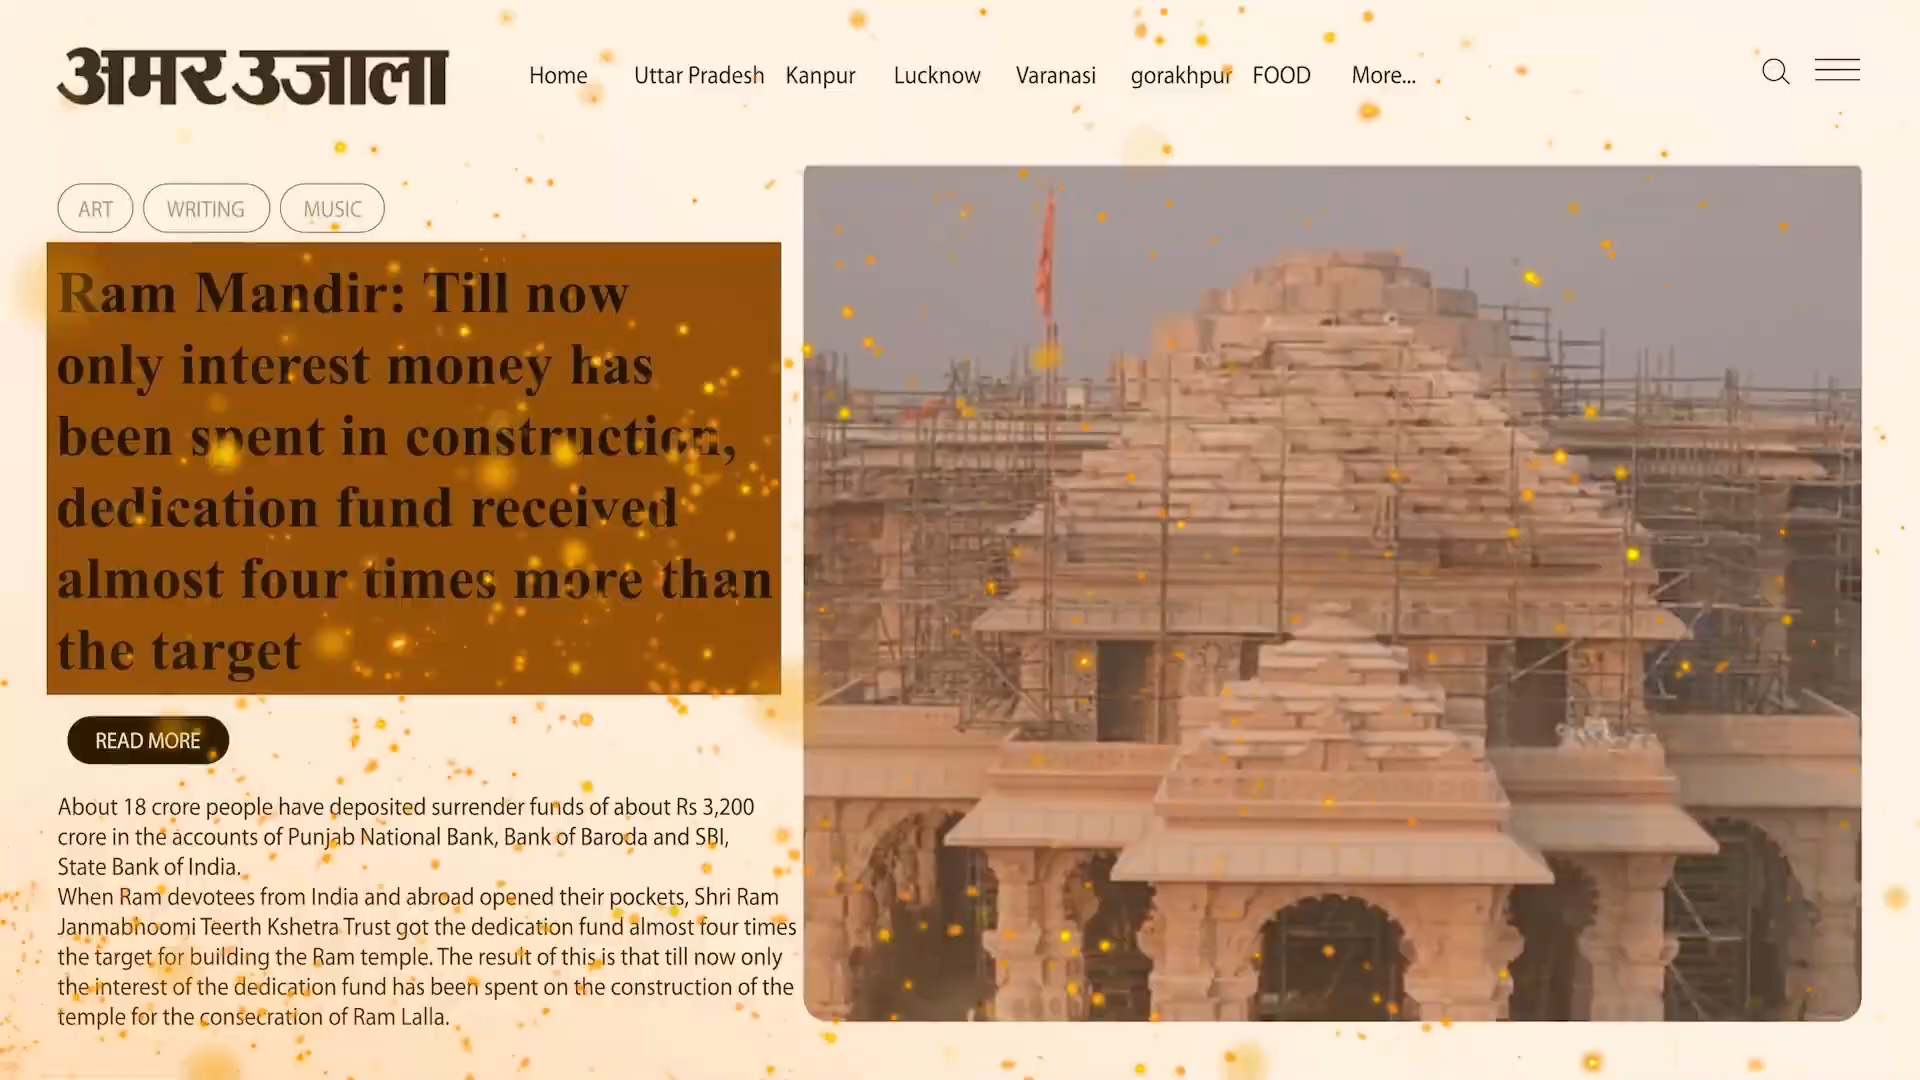 अमर उजाला
Home Uttar Pradesh Kanpur Lucknow Varanasi gorakhpur FOOD More...
ART WRITING MUSIC
Ram Mandir: Till now
only interest money has
been spent in construction,
dedication fund received
almost four times more than
the target
READ MORE
About 18 crore people have deposited surrender funds of about Rs 3,200
crore in the accounts of Punjab National Bank, Bank of Baroda and SBI,
State Bank of India.
When Ram devotees from India and abroad opened their pockets, Shri Ram
Janmabhoomi Teerth Kshetra Trust got the dedication fund almost four times
the target for building the Ram temple. The result of this is that till now only
the interest of the dedication fund has been spent on the construction of the
temple for the consecration of Ram Lalla.